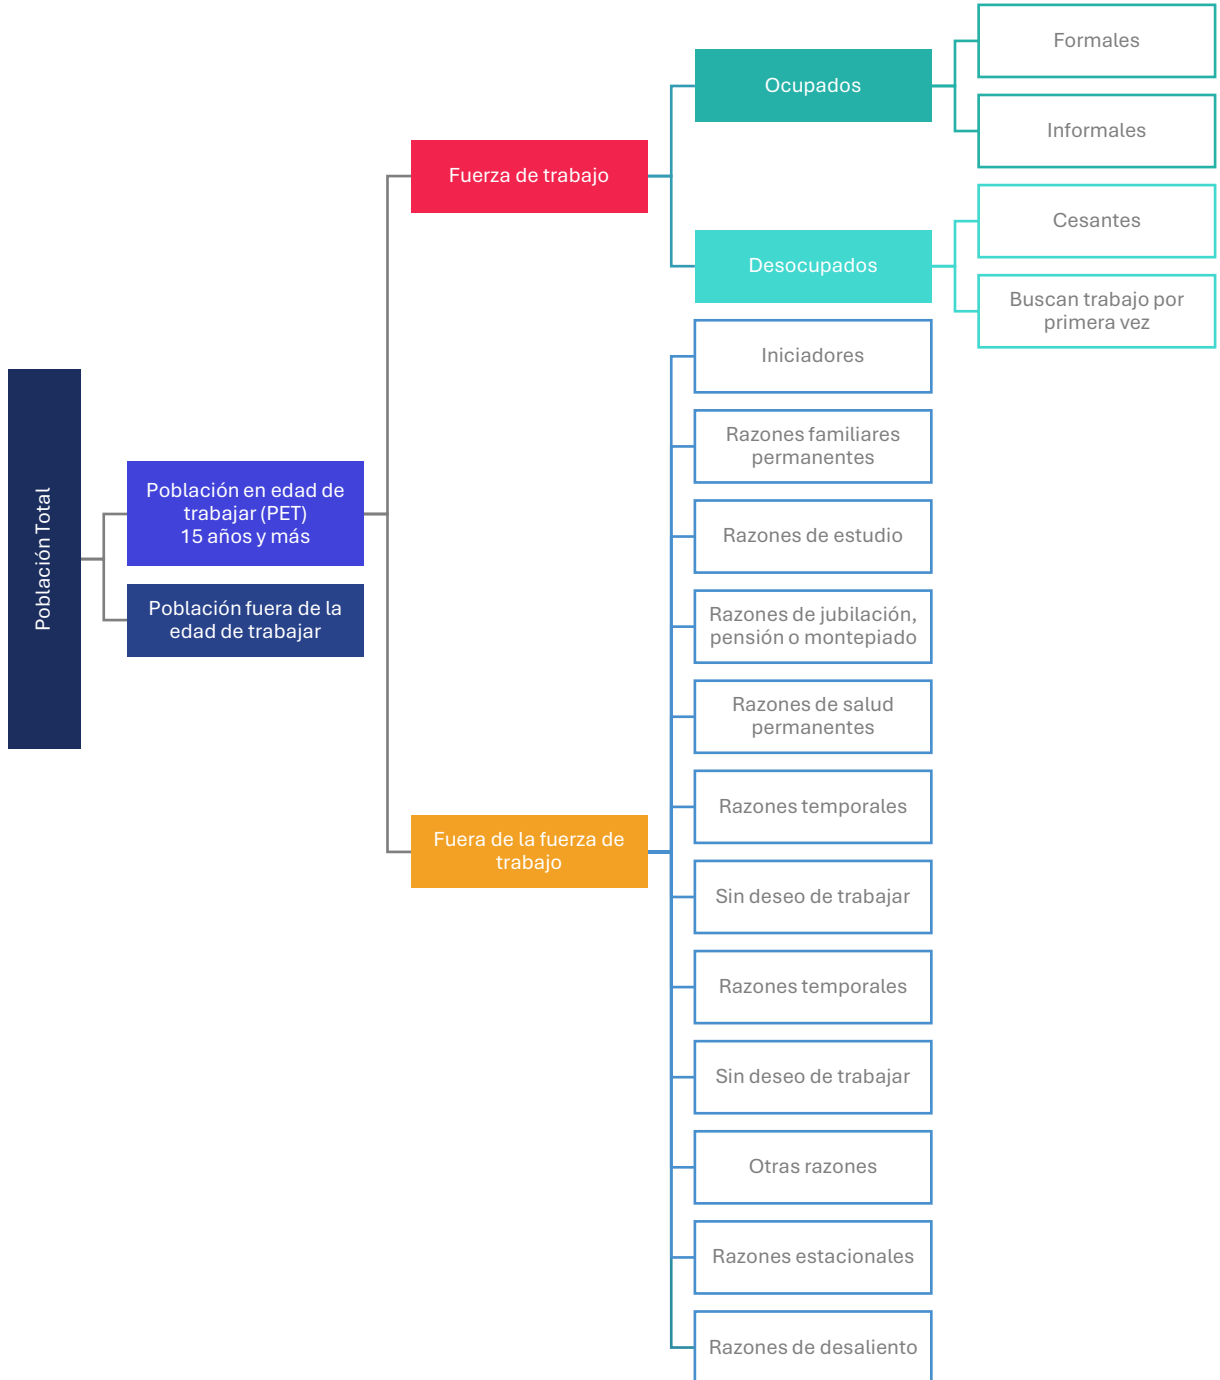 Población Total
Población en edad de
trabajar (PET)
15 años y más
Población fuera de la
edad de trabajar
Fuerza de trabajo
Fuera de la fuerza de
trabajo
Ocupados
Desocupados
Formales
Informales
Cesantes
Buscan trabajo por
primera vez
Iniciadores
Razones familiares
permanentes
Razones de estudio
Razones de jubilación,
pensión o montepiado
Razones de salud
permanentes
Razones temporales
Sin deseo de trabajar
Razones temporales
Sin deseo de trabajar
Otras razones
Razones estacionales
Razones de desaliento